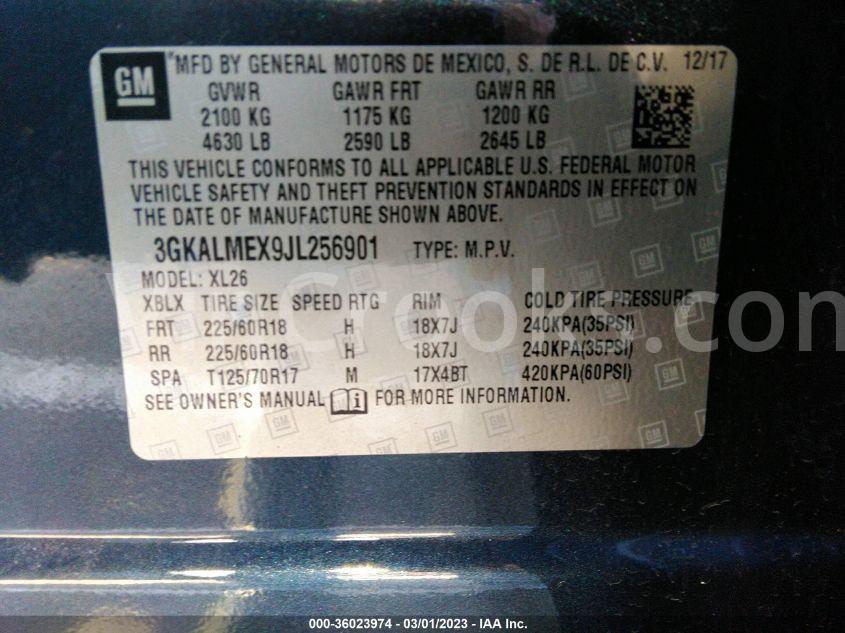 GM *MFD BY GENERAL MOTORS DE MEXICO, S. DE R.L. DE C.V. 12/17
GVWR GAWR FRT GAWR RR
2100 KG 1175 KG 1200 KG
4630 LB 2590 LB 2645 LB
THIS VEHICLE CONFORMS TO ALL APPLICABLE U.S. FEDERAL MOTOR
VEHICLE SAFETY AND THEFT PREVENTION STANDARDS IN EFFECT ON
THE DATE OF MANUFACTURE SHOWN ABOVE.
3GKALMEX9JL256901 TYPE: M.P.V.
MODEL: XL26
XBLX TIRE SIZE SPEED RTG RIM COLD TIRE PRESSURE
FRT 225/60R18 H 18X7J 240KPA(35PSI)
RR 225/60R18 H 18X7J 240KPA(35PSI)
SPA T125/70R17 M 17X4BT 420KPA(60PSI)
SEE OWNER'S MANUAL FOR MORE INFORMATION.
000-36023974 — 03/01/2023 — IAA Inc.